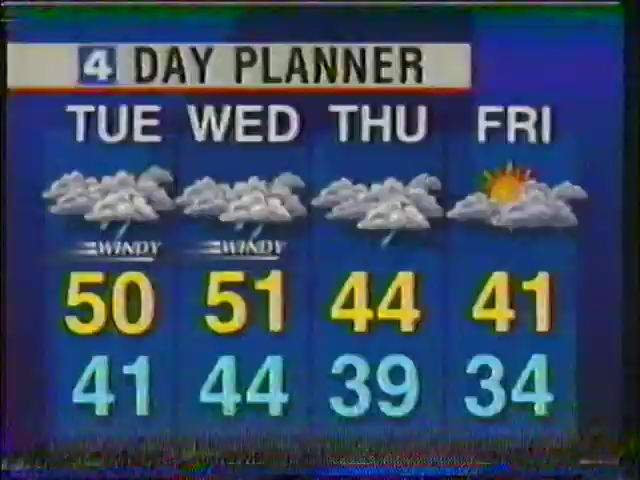 4 DAY PLANNER
TUE WED THU FRI
WINDY WINDY
50 51 44 41
41 44 39 34